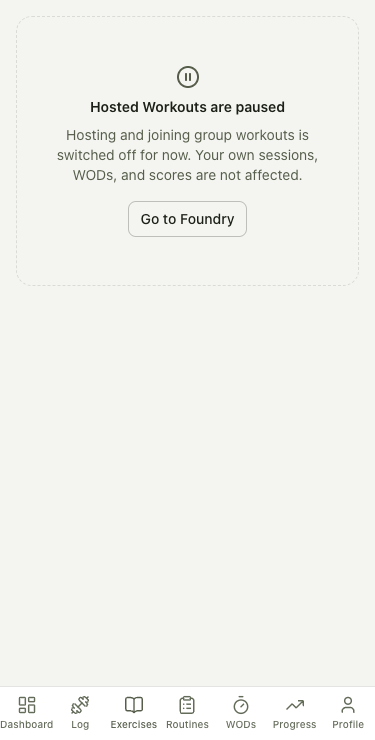 Hosted Workouts are paused
Hosting and joining group workouts is
switched off for now. Your own sessions,
WODs, and scores are not affected.
Go to Foundry
Dashboard Log Exercises Routines WODs Progress Profile